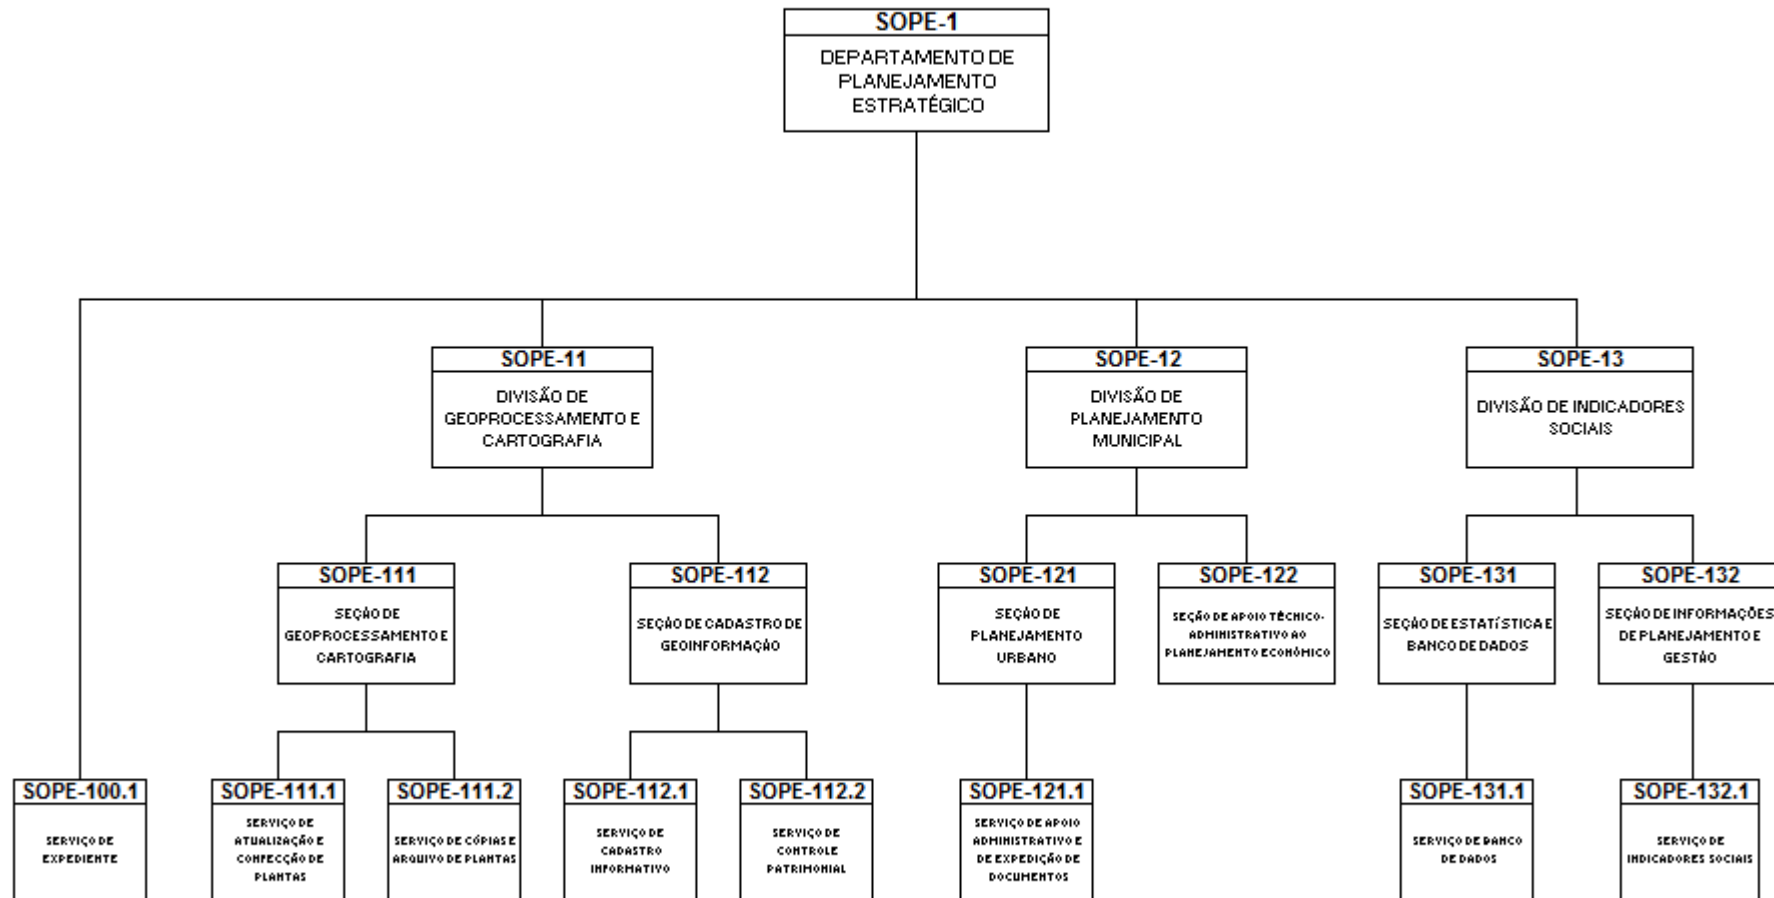 SOPE-1
DEPARTAMENTO DE
PLANEJAMENTO
ESTRATÉGICO
SOPE-11
DIVISÃO DE
GEOPROCESSAMENTO E
CARTOGRAFIA
SOPE-12
DIVISÃO DE
PLANEJAMENTO
MUNICIPAL
SOPE-13
DIVISÃO DE INDICADORES
SOCIAIS
SOPE-111
SEÇÃO DE
GEOPROCESSAMENTO E
CARTOGRAFIA
SOPE-112
SEÇÃO DE CADASTRO DE
GEOINFORMAÇÃO
SOPE-121
SEÇÃO DE
PLANEJAMENTO
URBANO
SOPE-122
SEÇÃO DE APOIO TÉCNICO-
ADMINISTRATIVO AO
PLANEJAMENTO ECONÔMICO
SOPE-131
SEÇÃO DE ESTATÍSTICA E
BANCO DE DADOS
SOPE-132
SEÇÃO DE INFORMAÇÕES
DE PLANEJAMENTO E
GESTÃO
SOPE-100.1
SERVIÇO DE
EXPEDIENTE
SOPE-111.1
SERVIÇO DE
ATUALIZAÇÃO E
CONFECÇÃO DE
PLANTAS
SOPE-111.2
SERVIÇO DE CÓPIAS E
ARQUIVO DE PLANTAS
SOPE-112.1
SERVIÇO DE
CADASTRO
INFORMATIVO
SOPE-112.2
SERVIÇO DE
CONTROLE
PATRIMONIAL
SOPE-121.1
SERVIÇO DE APOIO
ADMINISTRATIVO E
DE EXPEDIÇÃO DE
DOCUMENTOS
SOPE-131.1
SERVIÇO DE BANCO
DE DADOS
SOPE-132.1
SERVIÇO DE
INDICADORES SOCIAIS